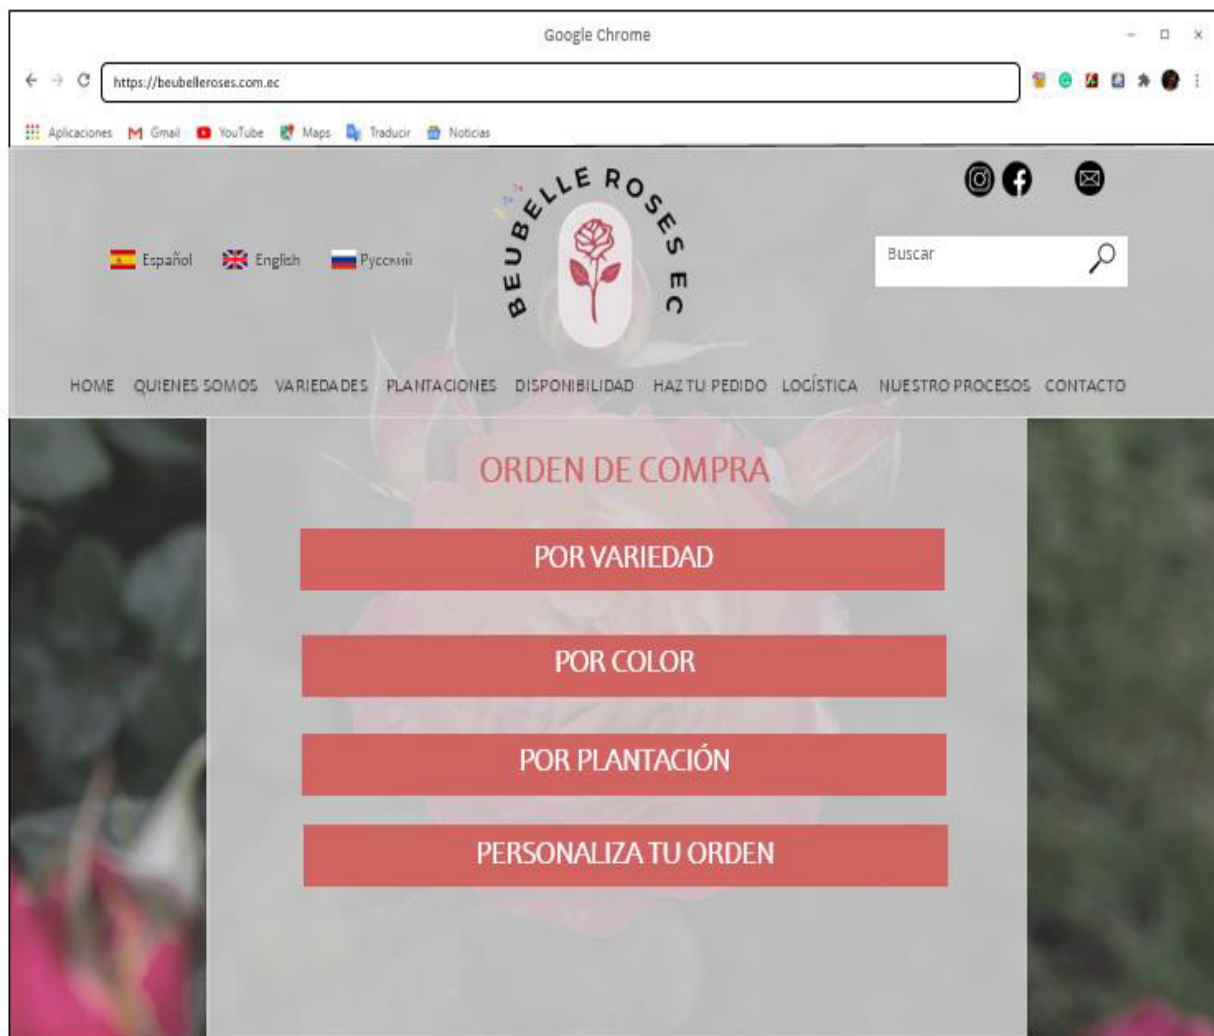 Google Chrome
https://beubelleroses.com.ec
Aplicaciones Gmail YouTube Maps Traducir Noticias
BEUBELLE ROSES EC
Español English Русский
Buscar
HOME QUIENES SOMOS VARIEDADES PLANTACIONES DISPONIBILIDAD HAZ TU PEDIDO LOGÍSTICA NUESTRO PROCESOS CONTACTO
ORDEN DE COMPRA
POR VARIEDAD
POR COLOR
POR PLANTACIÓN
PERSONALIZA TU ORDEN